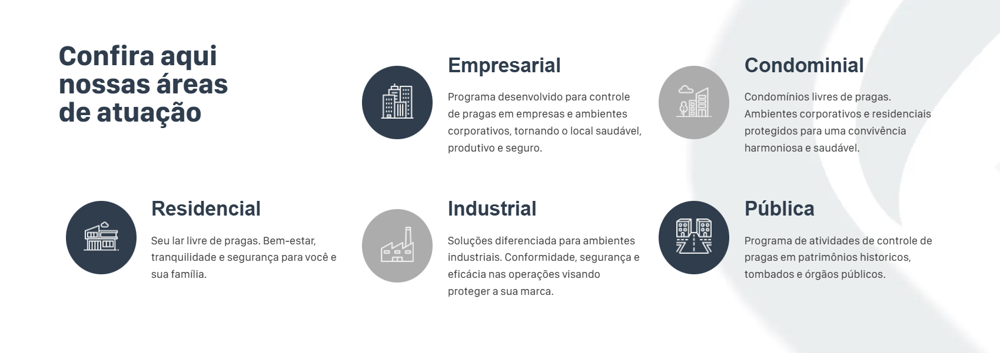 Confira aqui
nossas áreas
de atuação
Empresarial
Programa desenvolvido para controle
de pragas em empresas e ambientes
corporativos, tornando o local saudável,
produtivo e seguro.
Condominial
Condomínios livres de pragas.
Ambientes corporativos e residenciais
protegidos para uma convivência
harmoniosa e saudável.
Residencial
Seu lar livre de pragas. Bem-estar,
tranquilidade e segurança para você e
sua família.
Industrial
Soluções diferenciada para ambientes
industriais. Conformidade, segurança e
eficácia nas operações visando
proteger a sua marca.
Pública
Programa de atividades de controle de
pragas em patrimônios historicos,
tombados e órgãos públicos.